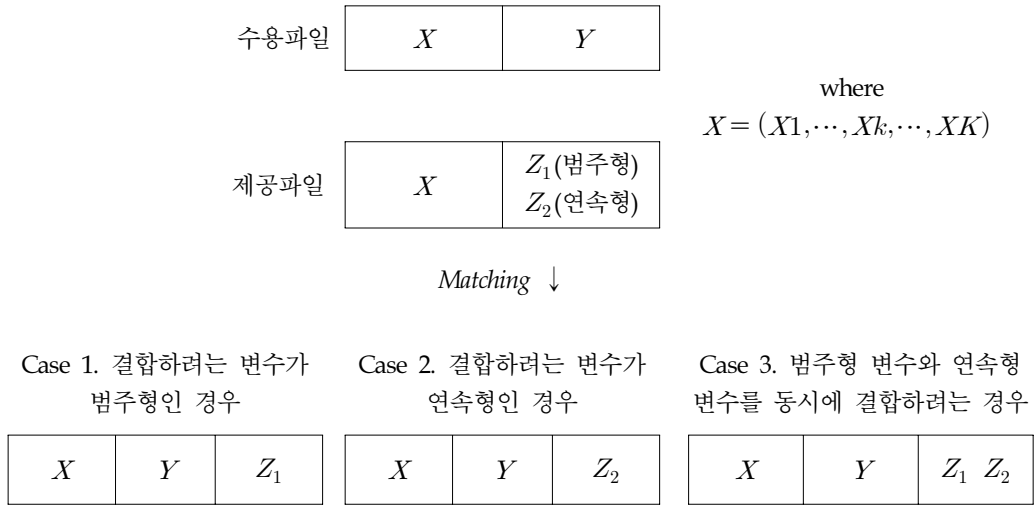 수용파일 X Y
where
X = (X1, ⋯, Xk, ⋯, XK)
제공파일 X Z₁(범주형)
Z₂(연속형)
Matching ↓
Case 1. 결합하려는 변수가
범주형인 경우
Case 2. 결합하려는 변수가
연속형인 경우
Case 3. 범주형 변수와 연속형
변수를 동시에 결합하려는 경우
X Y Z₁
X Y Z₂
X Y Z₁ Z₂